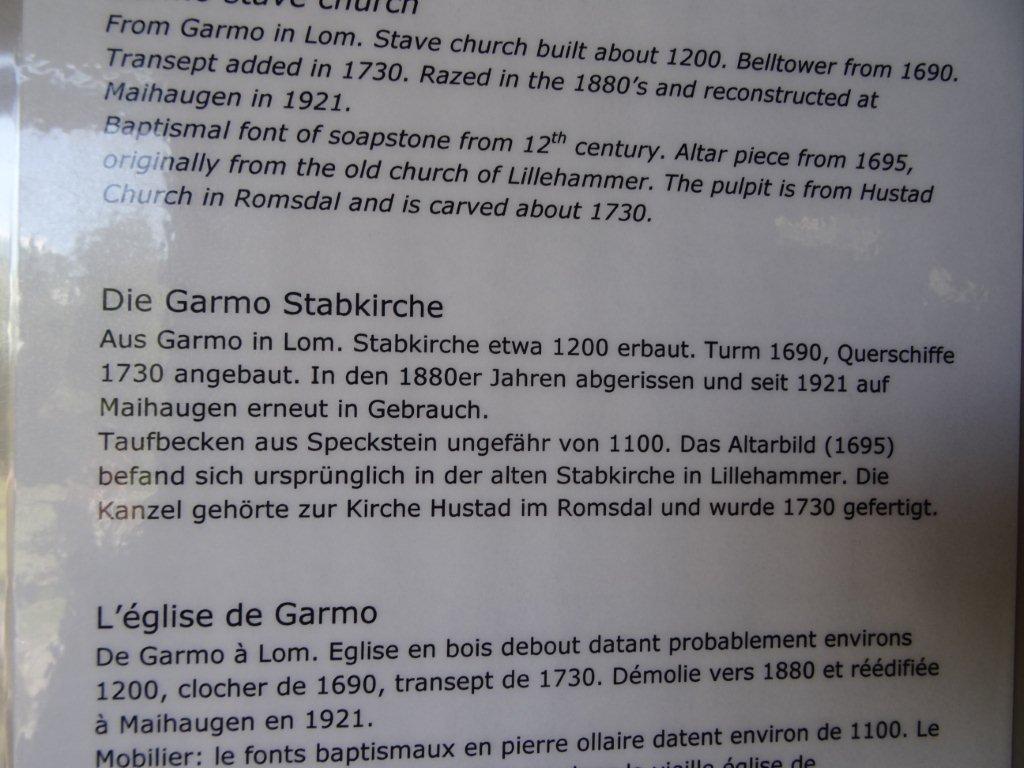 stave church
From Garmo in Lom. Stave church built about 1200. Belltower from 1690.
Transept added in 1730. Razed in the 1880's and reconstructed at
Maihaugen in 1921.
Baptismal font of soapstone from 12th century. Altar piece from 1695,
originally from the old church of Lillehammer. The pulpit is from Hustad
Church in Romsdal and is carved about 1730.
Die Garmo Stabkirche
Aus Garmo in Lom. Stabkirche etwa 1200 erbaut. Turm 1690, Querschiffe
1730 angebaut. In den 1880er Jahren abgerissen und seit 1921 auf
Maihaugen erneut in Gebrauch.
Taufbecken aus Speckstein ungefähr von 1100. Das Altarbild (1695)
befand sich ursprünglich in der alten Stabkirche in Lillehammer. Die
Kanzel gehörte zur Kirche Hustad im Romsdal und wurde 1730 gefertigt.
L'église de Garmo
De Garmo à Lom. Eglise en bois debout datant probablement environs
1200, clocher de 1690, transept de 1730. Démolie vers 1880 et réédifiée
à Maihaugen en 1921.
Mobilier: le fonts baptismaux en pierre ollaire datent environ de 1100. Le
vieille église de